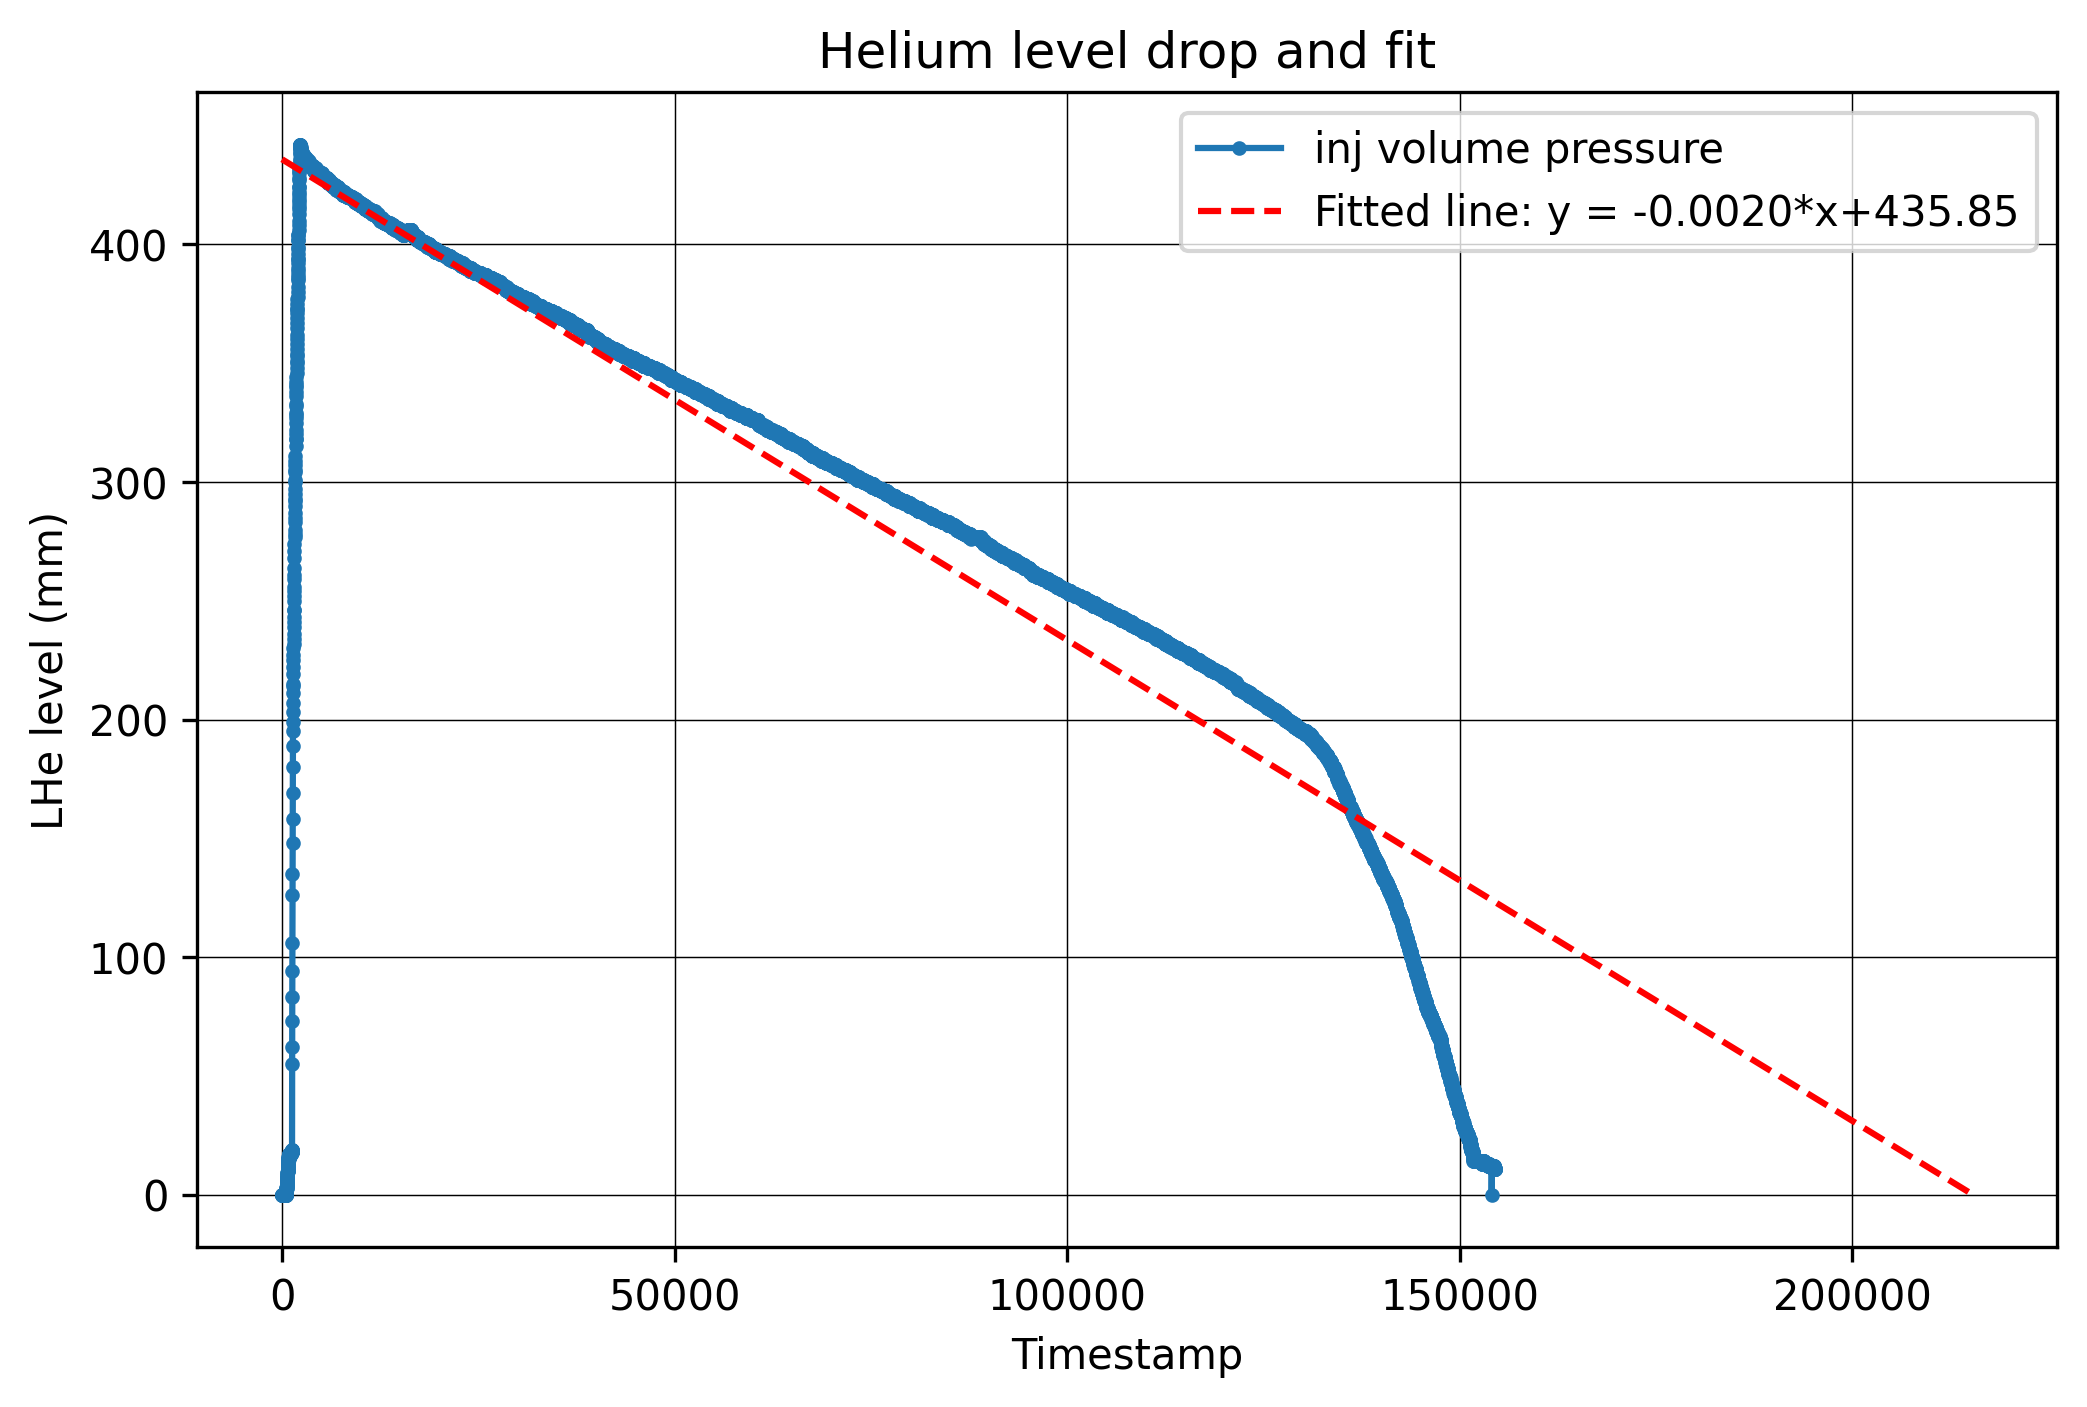 Helium level drop and fit
inj volume pressure
Fitted line: y = -0.0020*x+435.85
LHe level (mm)
400
300
200
100
0
0 50000 100000 150000 200000
Timestamp